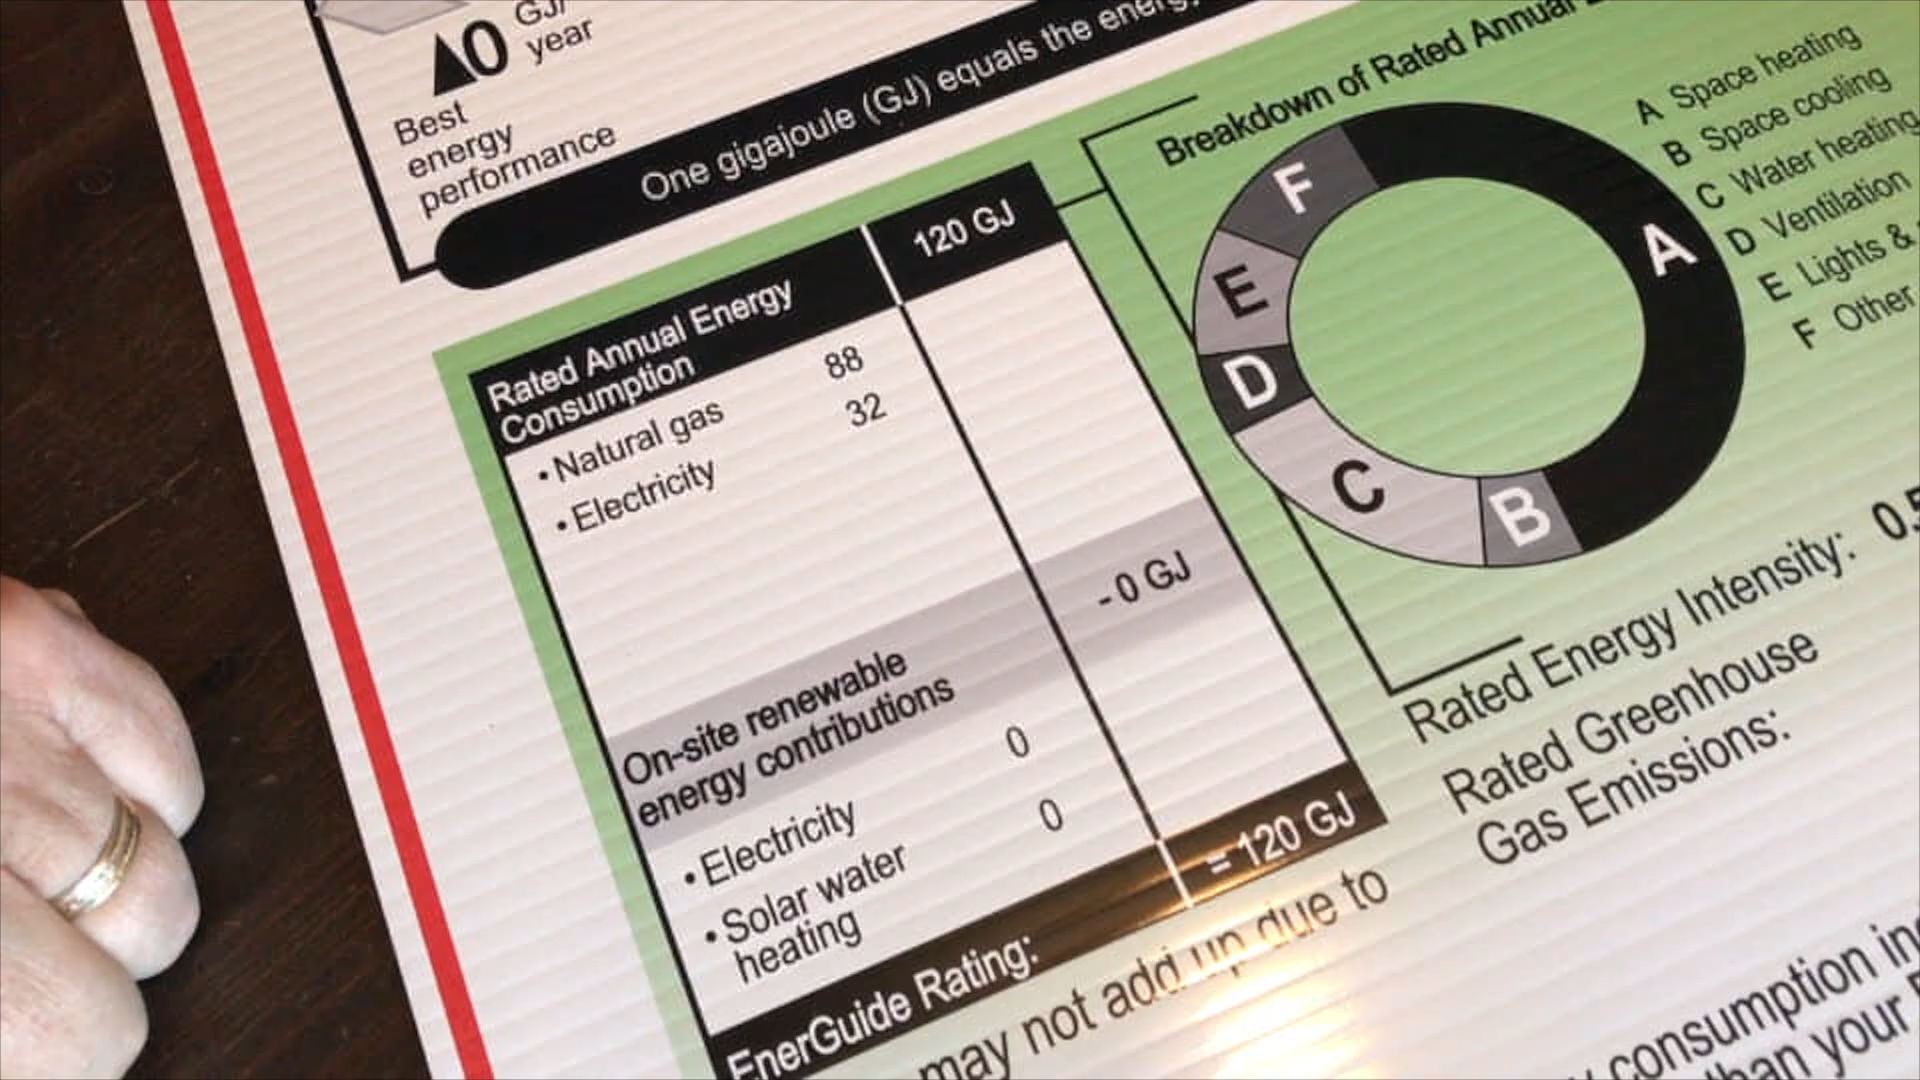 ▲0 GJ/
year
Best
energy
performance
One gigajoule (GJ) equals the energy
Rated Annual Energy
Consumption 120 GJ
• Natural gas 88
• Electricity 32
On-site renewable
energy contributions - 0 GJ
• Electricity 0
• Solar water
heating 0
EnerGuide Rating: = 120 GJ
may not add up due to
Breakdown of Rated Annual
F
A
E
D
C
B
A Space heating
B Space cooling
C Water heating
D Ventilation
E Lights &
F Other
Rated Energy Intensity: 0.5
Rated Greenhouse
Gas Emissions:
consumption
than your